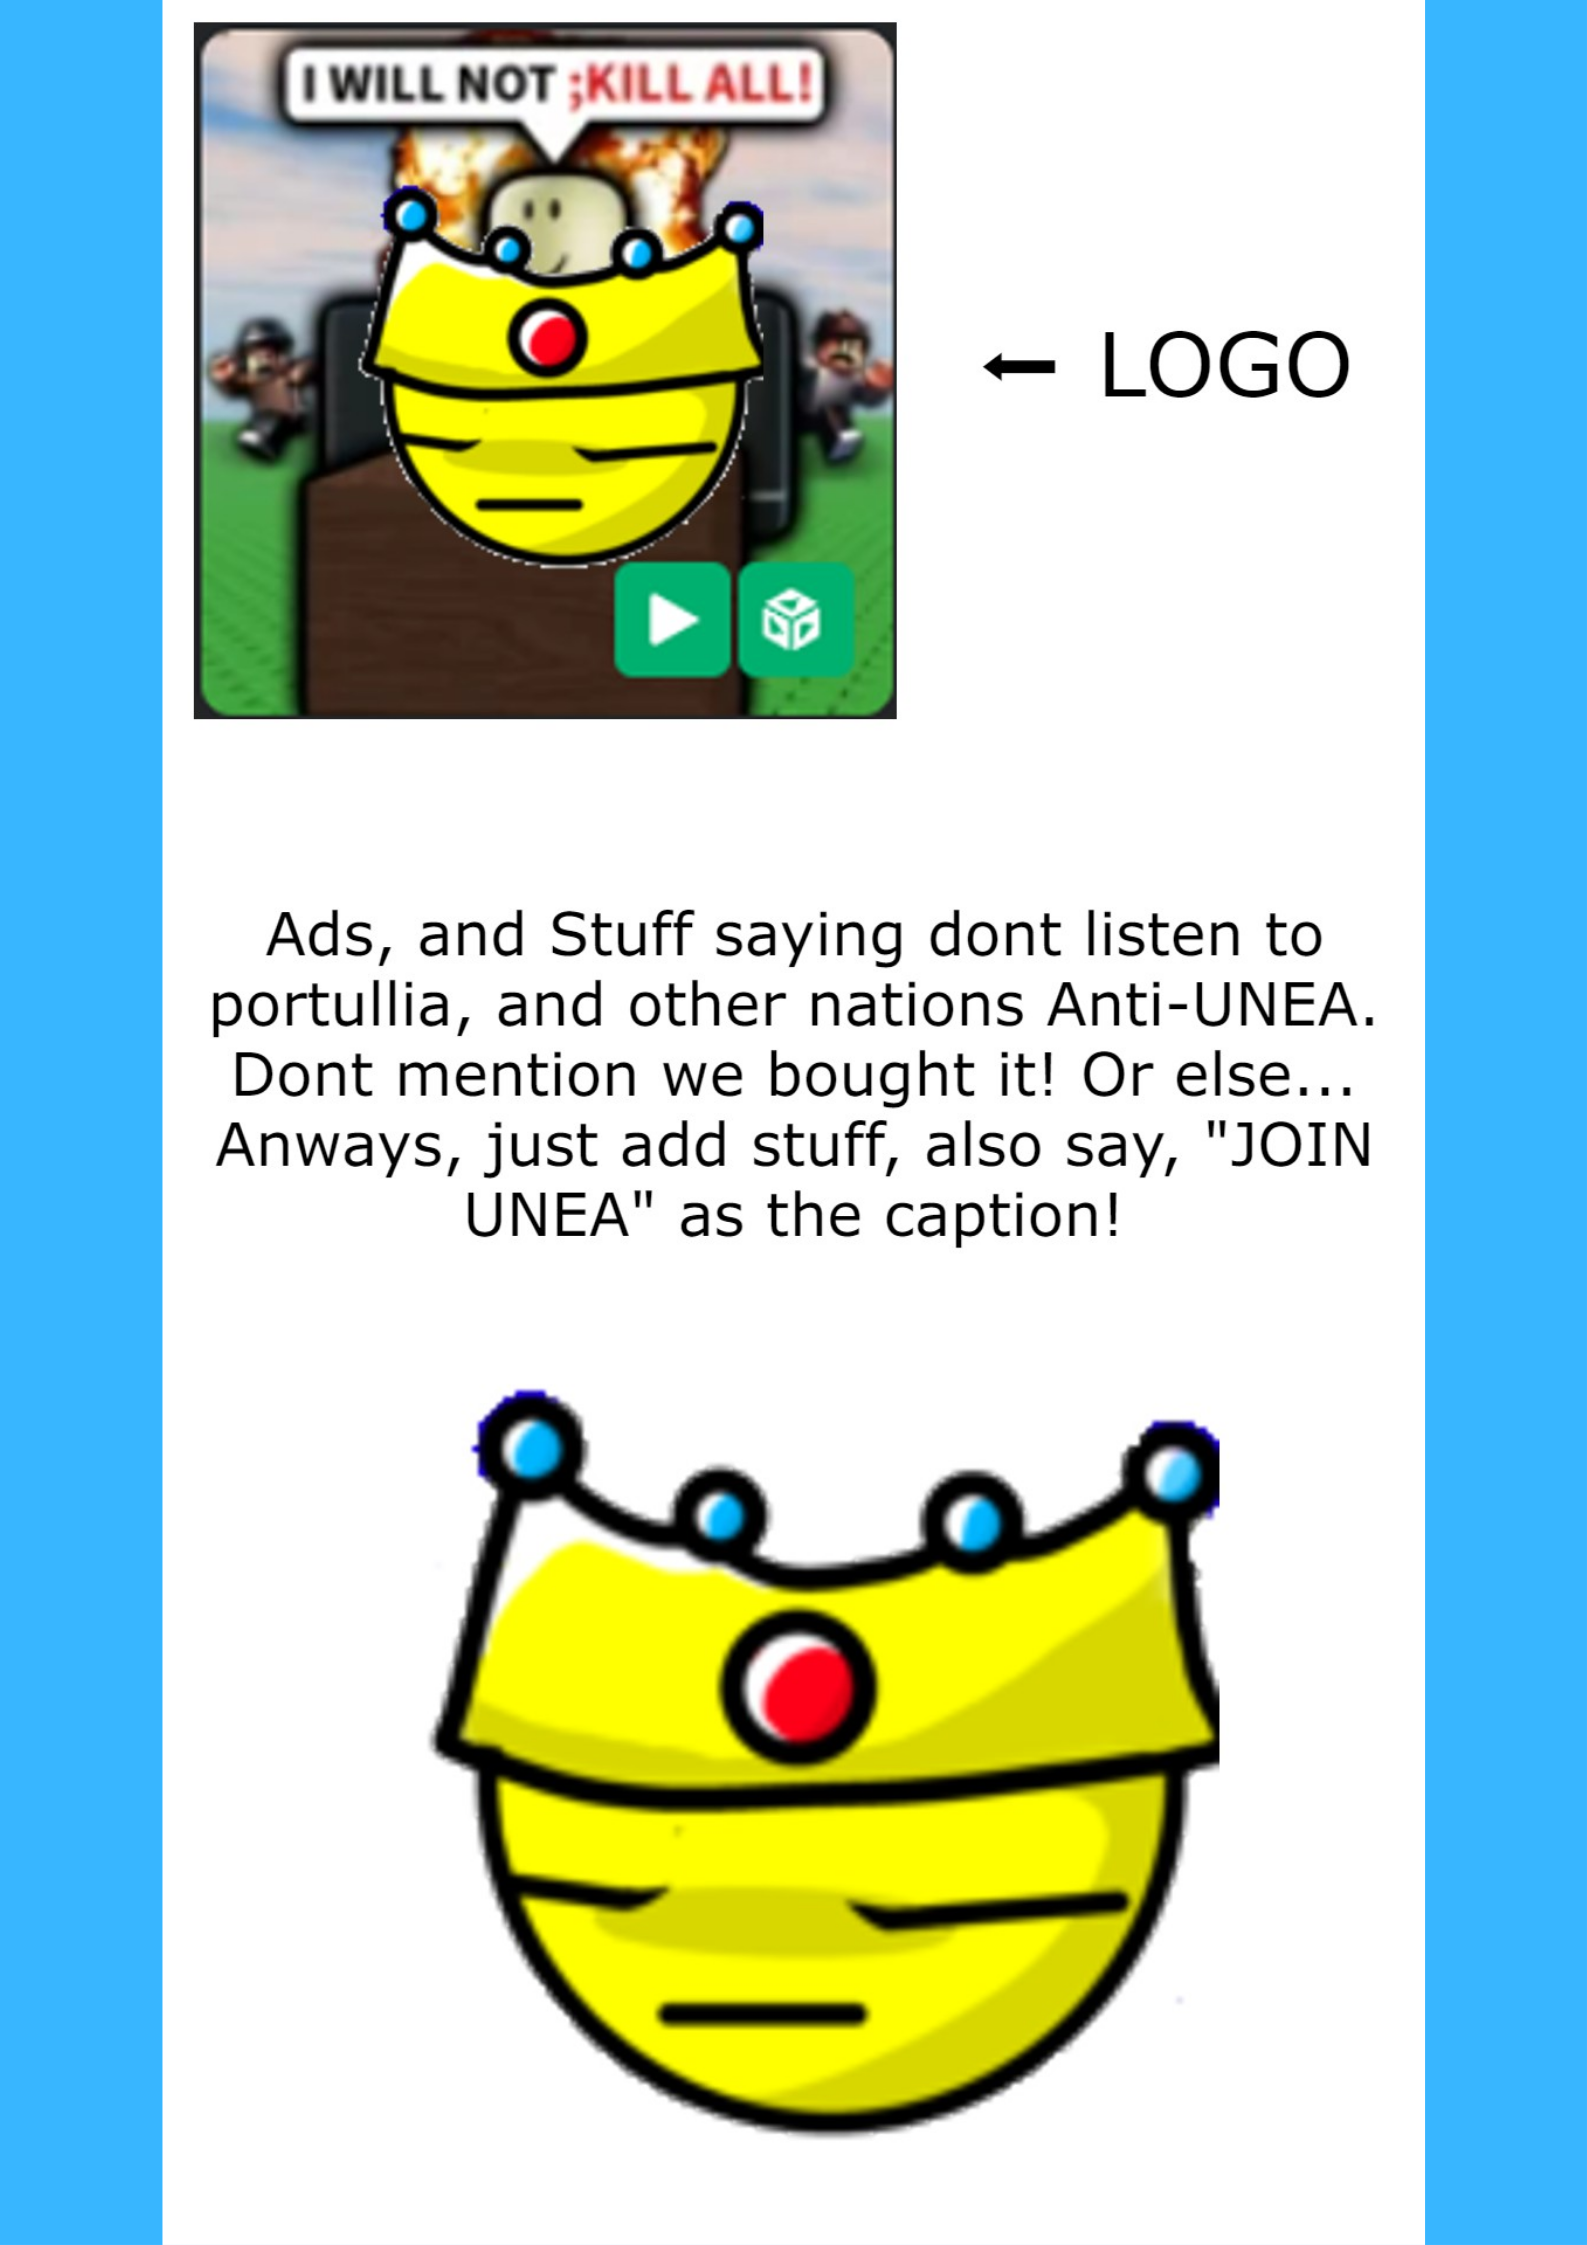 I WILL NOT ;KILL ALL!
← LOGO
Ads, and Stuff saying dont listen to
portullia, and other nations Anti-UNEA.
Dont mention we bought it! Or else...
Anways, just add stuff, also say, "JOIN
UNEA" as the caption!